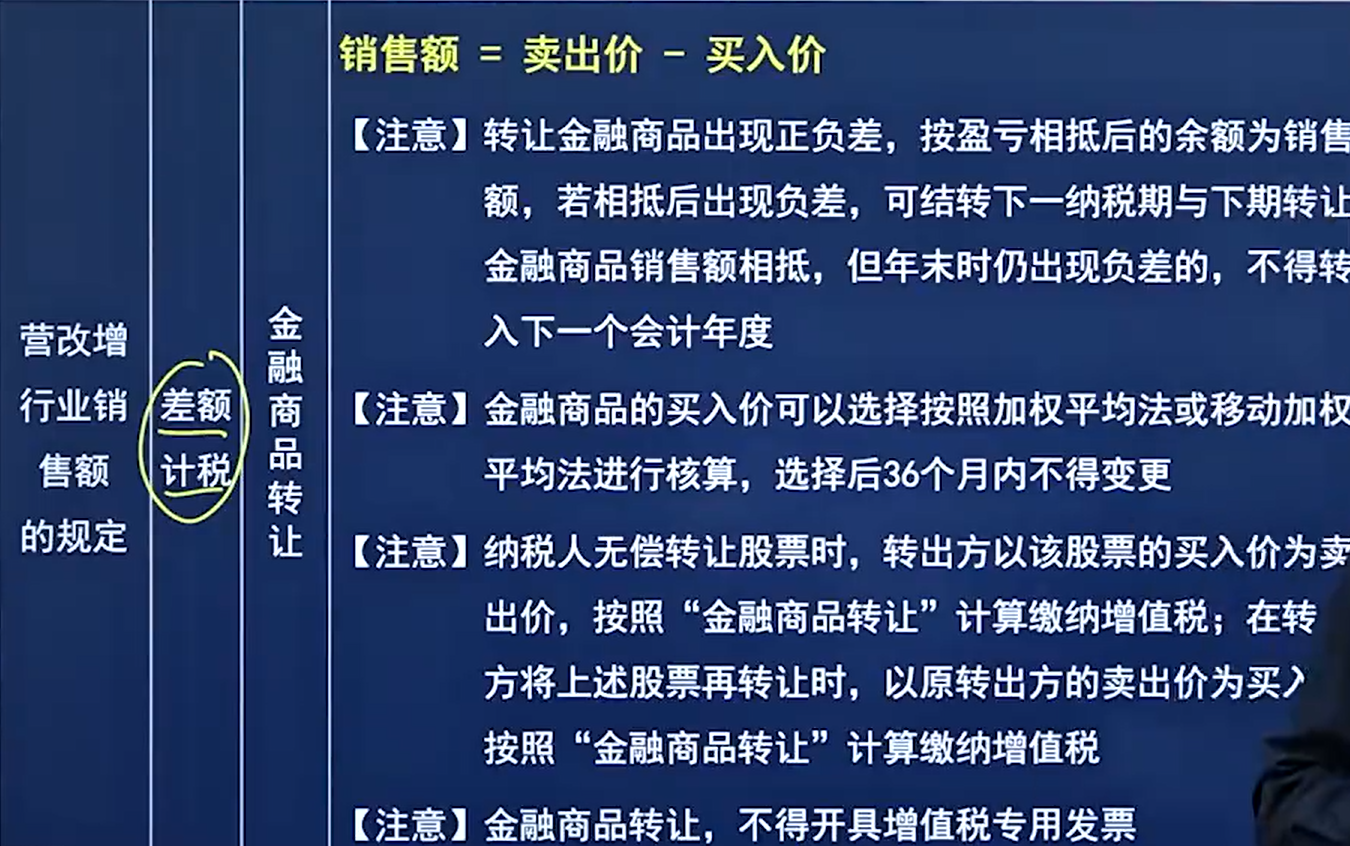 营改增
行业销
售额
的规定
差额
计税
金融商品转让
销售额 = 卖出价 - 买入价
【注意】转让金融商品出现正负差，按盈亏相抵后的余额为销售
额，若相抵后出现负差，可结转下一纳税期与下期转让
金融商品销售额相抵，但年末时仍出现负差的，不得转
入下一个会计年度
【注意】金融商品的买入价可以选择按照加权平均法或移动加权
平均法进行核算，选择后36个月内不得变更
【注意】纳税人无偿转让股票时，转出方以该股票的买入价为卖
出价，按照“金融商品转让”计算缴纳增值税；在转
方将上述股票再转让时，以原转出方的卖出价为买入
按照“金融商品转让”计算缴纳增值税
【注意】金融商品转让，不得开具增值税专用发票